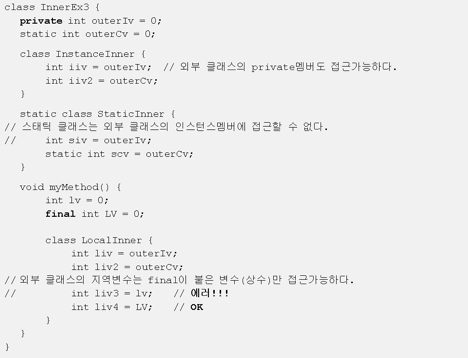 class InnerEx3 {
private int outerIv = 0;
static int outerCv = 0;
class InstanceInner {
int iiv = outerIv;  // 외부 클래스의 private멤버도 접근가능하다.
int iiv2 = outerCv;
}
static class StaticInner {
// 스태틱 클래스는 외부 클래스의 인스턴스멤버에 접근할 수 없다.
//     int siv = outerIv;
static int scv = outerCv;
}
void myMethod() {
int lv = 0;
final int LV = 0;
class LocalInner {
int liv = outerIv;
int liv2 = outerCv;
// 외부 클래스의 지역변수는 final이 붙은 변수(상수)만 접근가능하다.
//         int liv3 = lv;   // 에러!!!
int liv4 = LV;   // OK
}
}
}